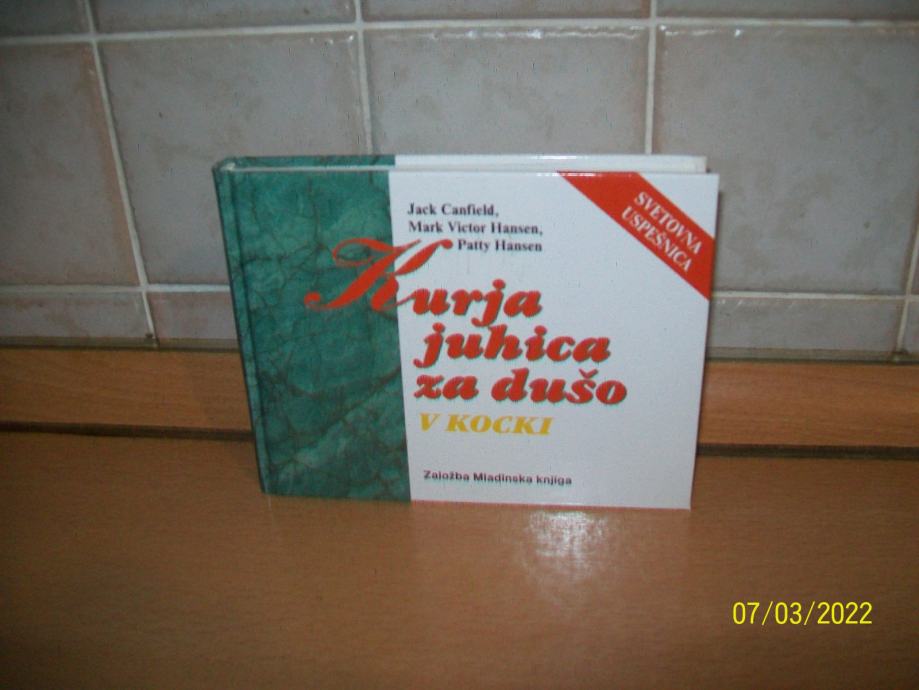 Jack Canfield,
Mark Victor Hansen,
Patty Hansen
SVETOVNA
USPEŠNICA
Kurja
juhica
za dušo
V KOCKI
Založba Mladinska knjiga
07/03/2022